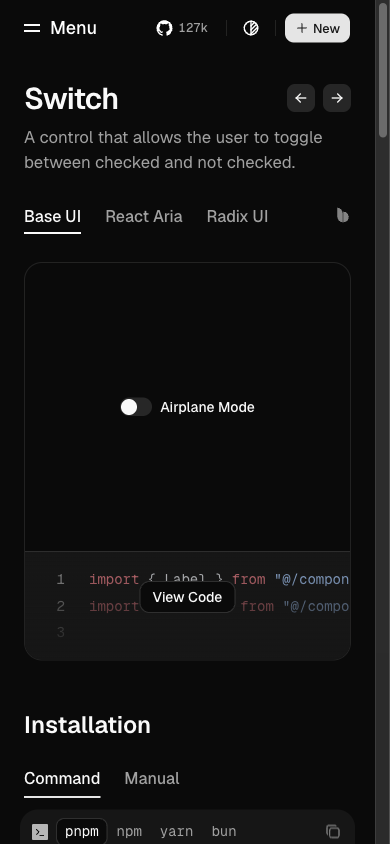 Menu 127k + New
Switch
A control that allows the user to toggle
between checked and not checked.
Base UI React Aria Radix UI
Airplane Mode
1 import { Label } from "@/compon
2 import from "@/compo
View Code
3
Installation
Command Manual
pnpm npm yarn bun